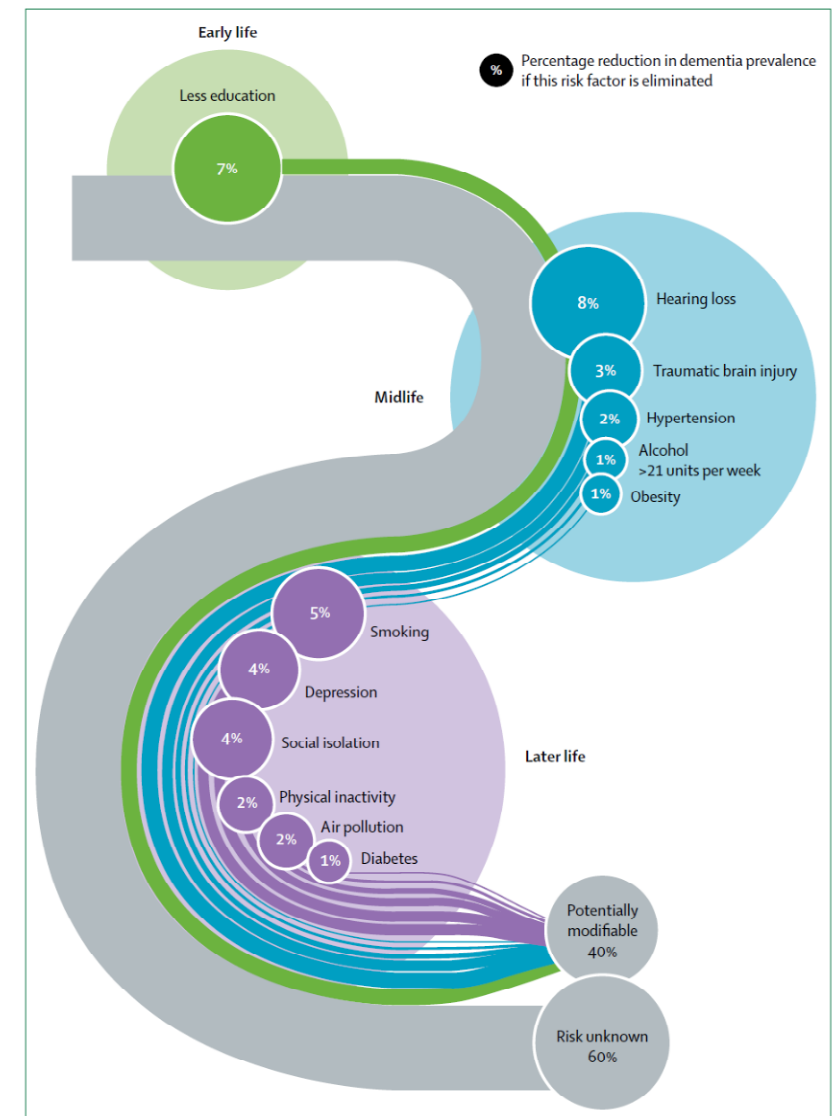 Early life
% Percentage reduction in dementia prevalence
if this risk factor is eliminated
Less education
7%
8% Hearing loss
3% Traumatic brain injury
Midlife
2% Hypertension
1% Alcohol
>21 units per week
1% Obesity
5% Smoking
4% Depression
4% Social isolation
Later life
2% Physical inactivity
2% Air pollution
1% Diabetes
Potentially
modifiable
40%
Risk unknown
60%